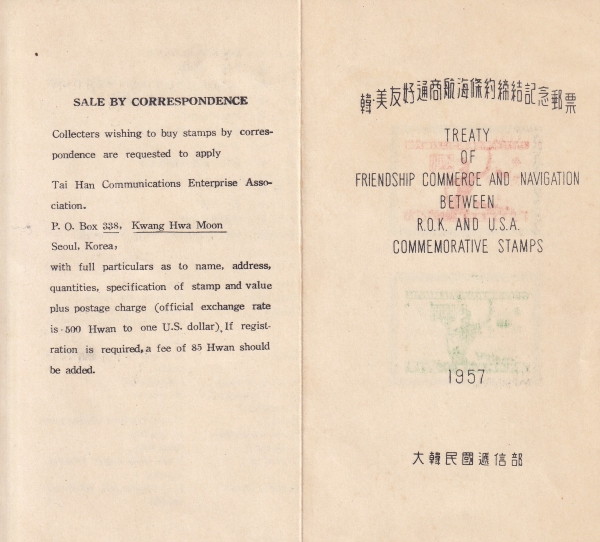 SALE BY CORRESPONDENCE
Collecters wishing to buy stamps by corres-
pondence are requested to apply
Tai Han Communications Enterprise Asso-
ciation.
P. O. Box 338, Kwang Hwa Moon
Seoul, Korea,
with full particulars as to name, address,
quantities, specification of stamp and value
plus postage charge (official exchange rate
is 500 Hwan to one U.S. dollar). If regist-
ration is required, a fee of 85 Hwan should
be added.
韓·美友好通商航海條約締結記念郵票
TREATY
OF
FRIENDSHIP COMMERCE AND NAVIGATION
BETWEEN
R.O.K. AND U.S.A.
COMMEMORATIVE STAMPS
1957
大韓民國遞信部